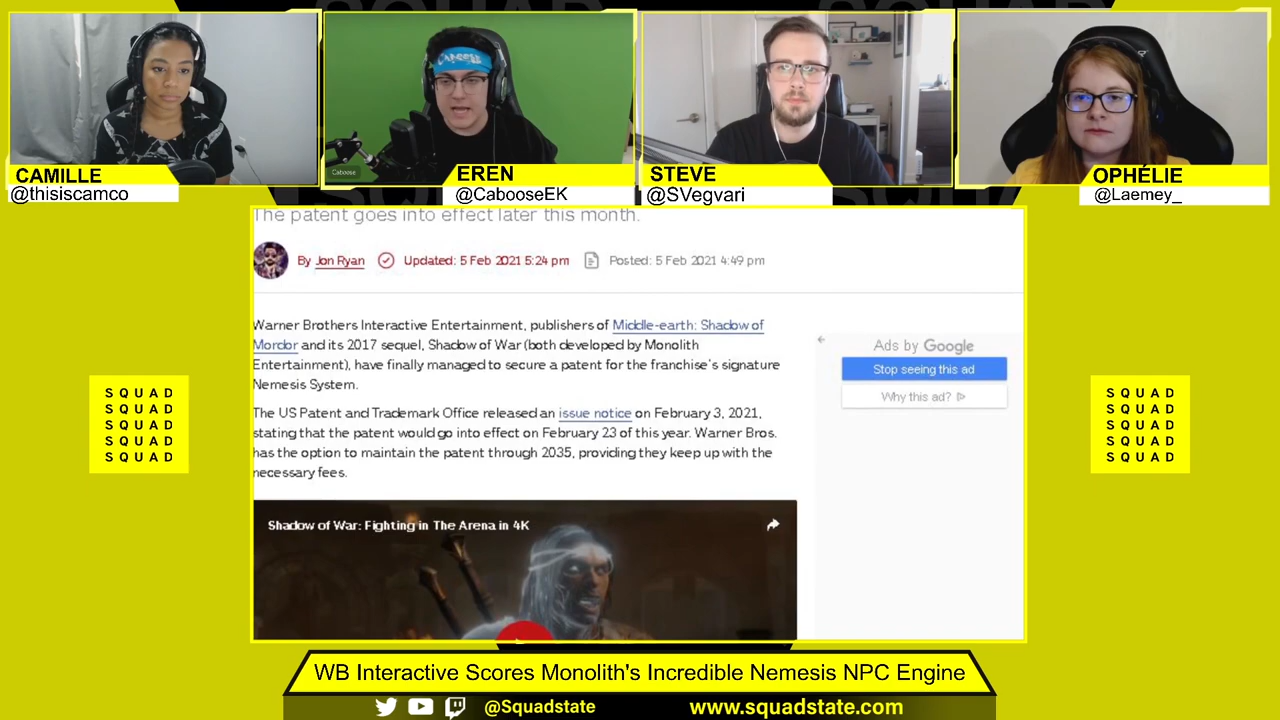 CAMILLE
@thisiscamco
CABOOSE
Caboose
EREN
@CabooseEK
STEVE
@SVegvari
OPHÉLIE
@Laemey_
The patent goes into effect later this month.
By Jon Ryan Updated: 5 Feb 2021 5:24 pm Posted: 5 Feb 2021 4:49 pm
Warner Brothers Interactive Entertainment, publishers of Middle-earth: Shadow of
Mordor and its 2017 sequel, Shadow of War (both developed by Monolith
Entertainment), have finally managed to secure a patent for the franchise's signature
Nemesis System.
The US Patent and Trademark Office released an issue notice on February 3, 2021,
stating that the patent would go into effect on February 23 of this year. Warner Bros.
has the option to maintain the patent through 2035, providing they keep up with the
necessary fees.
Shadow of War: Fighting in The Arena in 4K
Ads by Google
Stop seeing this ad
Why this ad?
SQUAD
SQUAD
SQUAD
SQUAD
SQUAD
SQUAD
SQUAD
SQUAD
SQUAD
SQUAD
WB Interactive Scores Monolith's Incredible Nemesis NPC Engine
@Squadstate www.squadstate.com